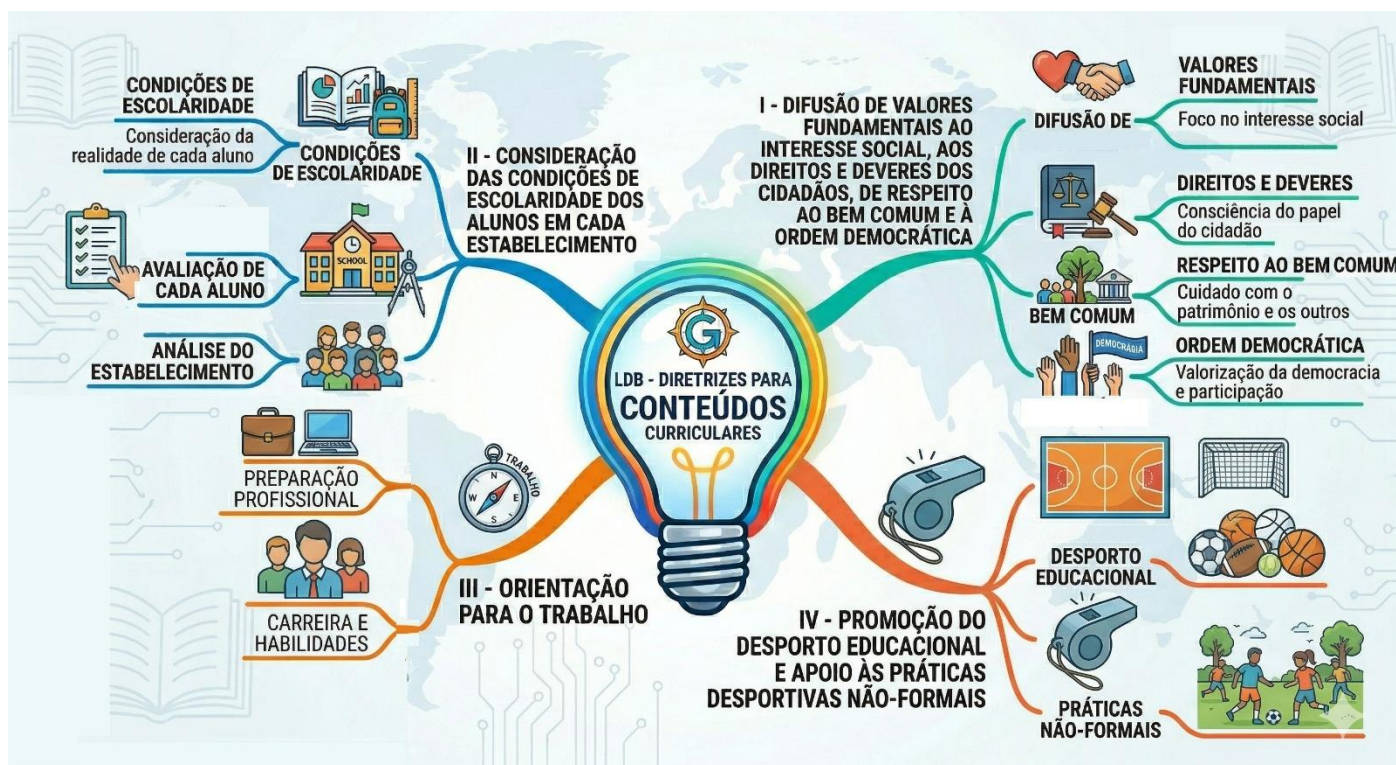 CONDIÇÕES DE
ESCOLARIDADE
Consideração da
realidade de cada aluno
CONDIÇÕES
DE ESCOLARIDADE
SCHOOL
AVALIAÇÃO DE
CADA ALUNO
ANÁLISE DO
ESTABELECIMENTO
II - CONSIDERAÇÃO
DAS CONDIÇÕES DE
ESCOLARIDADE DOS
ALUNOS EM CADA
ESTABELECIMENTO
I - DIFUSÃO DE VALORES
FUNDAMENTAIS AO
INTERESSE SOCIAL, AOS
DIREITOS E DEVERES DOS
CIDADÃOS, DE RESPEITO
AO BEM COMUM E À
ORDEM DEMOCRÁTICA
DIFUSÃO DE
VALORES
FUNDAMENTAIS
Foco no interesse social
DIREITOS E DEVERES
Consciência do papel
do cidadão
BEM COMUM
RESPEITO AO BEM COMUM
Cuidado com o
patrimônio e os outros
DEMOCRAGIA
ORDEM DEMOCRÁTICA
Valorização da democracia
e participação
G
LDB - DIRETRIZES PARA
CONTEÚDOS
CURRICULARES
PREPARAÇÃO
PROFISSIONAL
CARREIRA E
HABILIDADES
TRABALHO
N
W E
S
III - ORIENTAÇÃO
PARA O TRABALHO
IV - PROMOÇÃO DO
DESPORTO EDUCACIONAL
E APOIO ÀS PRÁTICAS
DESPORTIVAS NÃO-FORMAIS
DESPORTO
EDUCACIONAL
PRÁTICAS
NÃO-FORMAIS